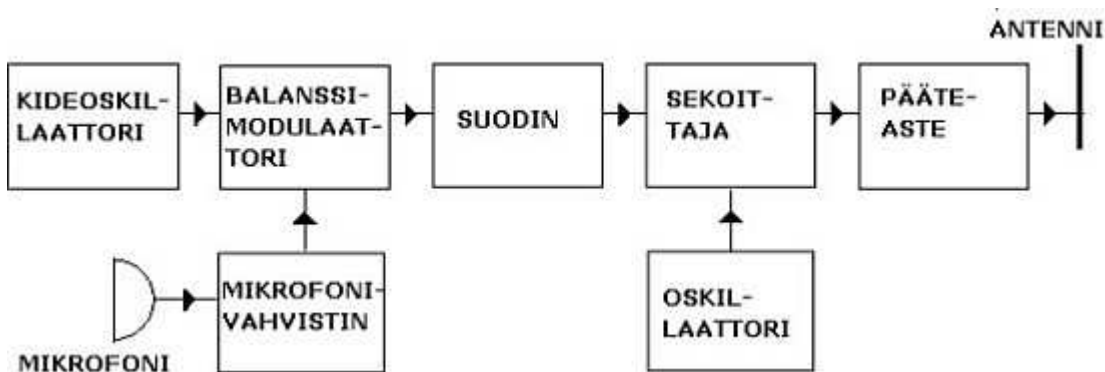 ANTENNI
KIDEOSKIL-
LAATTORI
BALANSSI-
MODULAAT-
TORI
SUODIN
SEKOIT-
TAJA
PÄÄTE-
ASTE
MIKROFONI-
VAHVISTIN
OSKIL-
LAATTORI
MIKROFONI